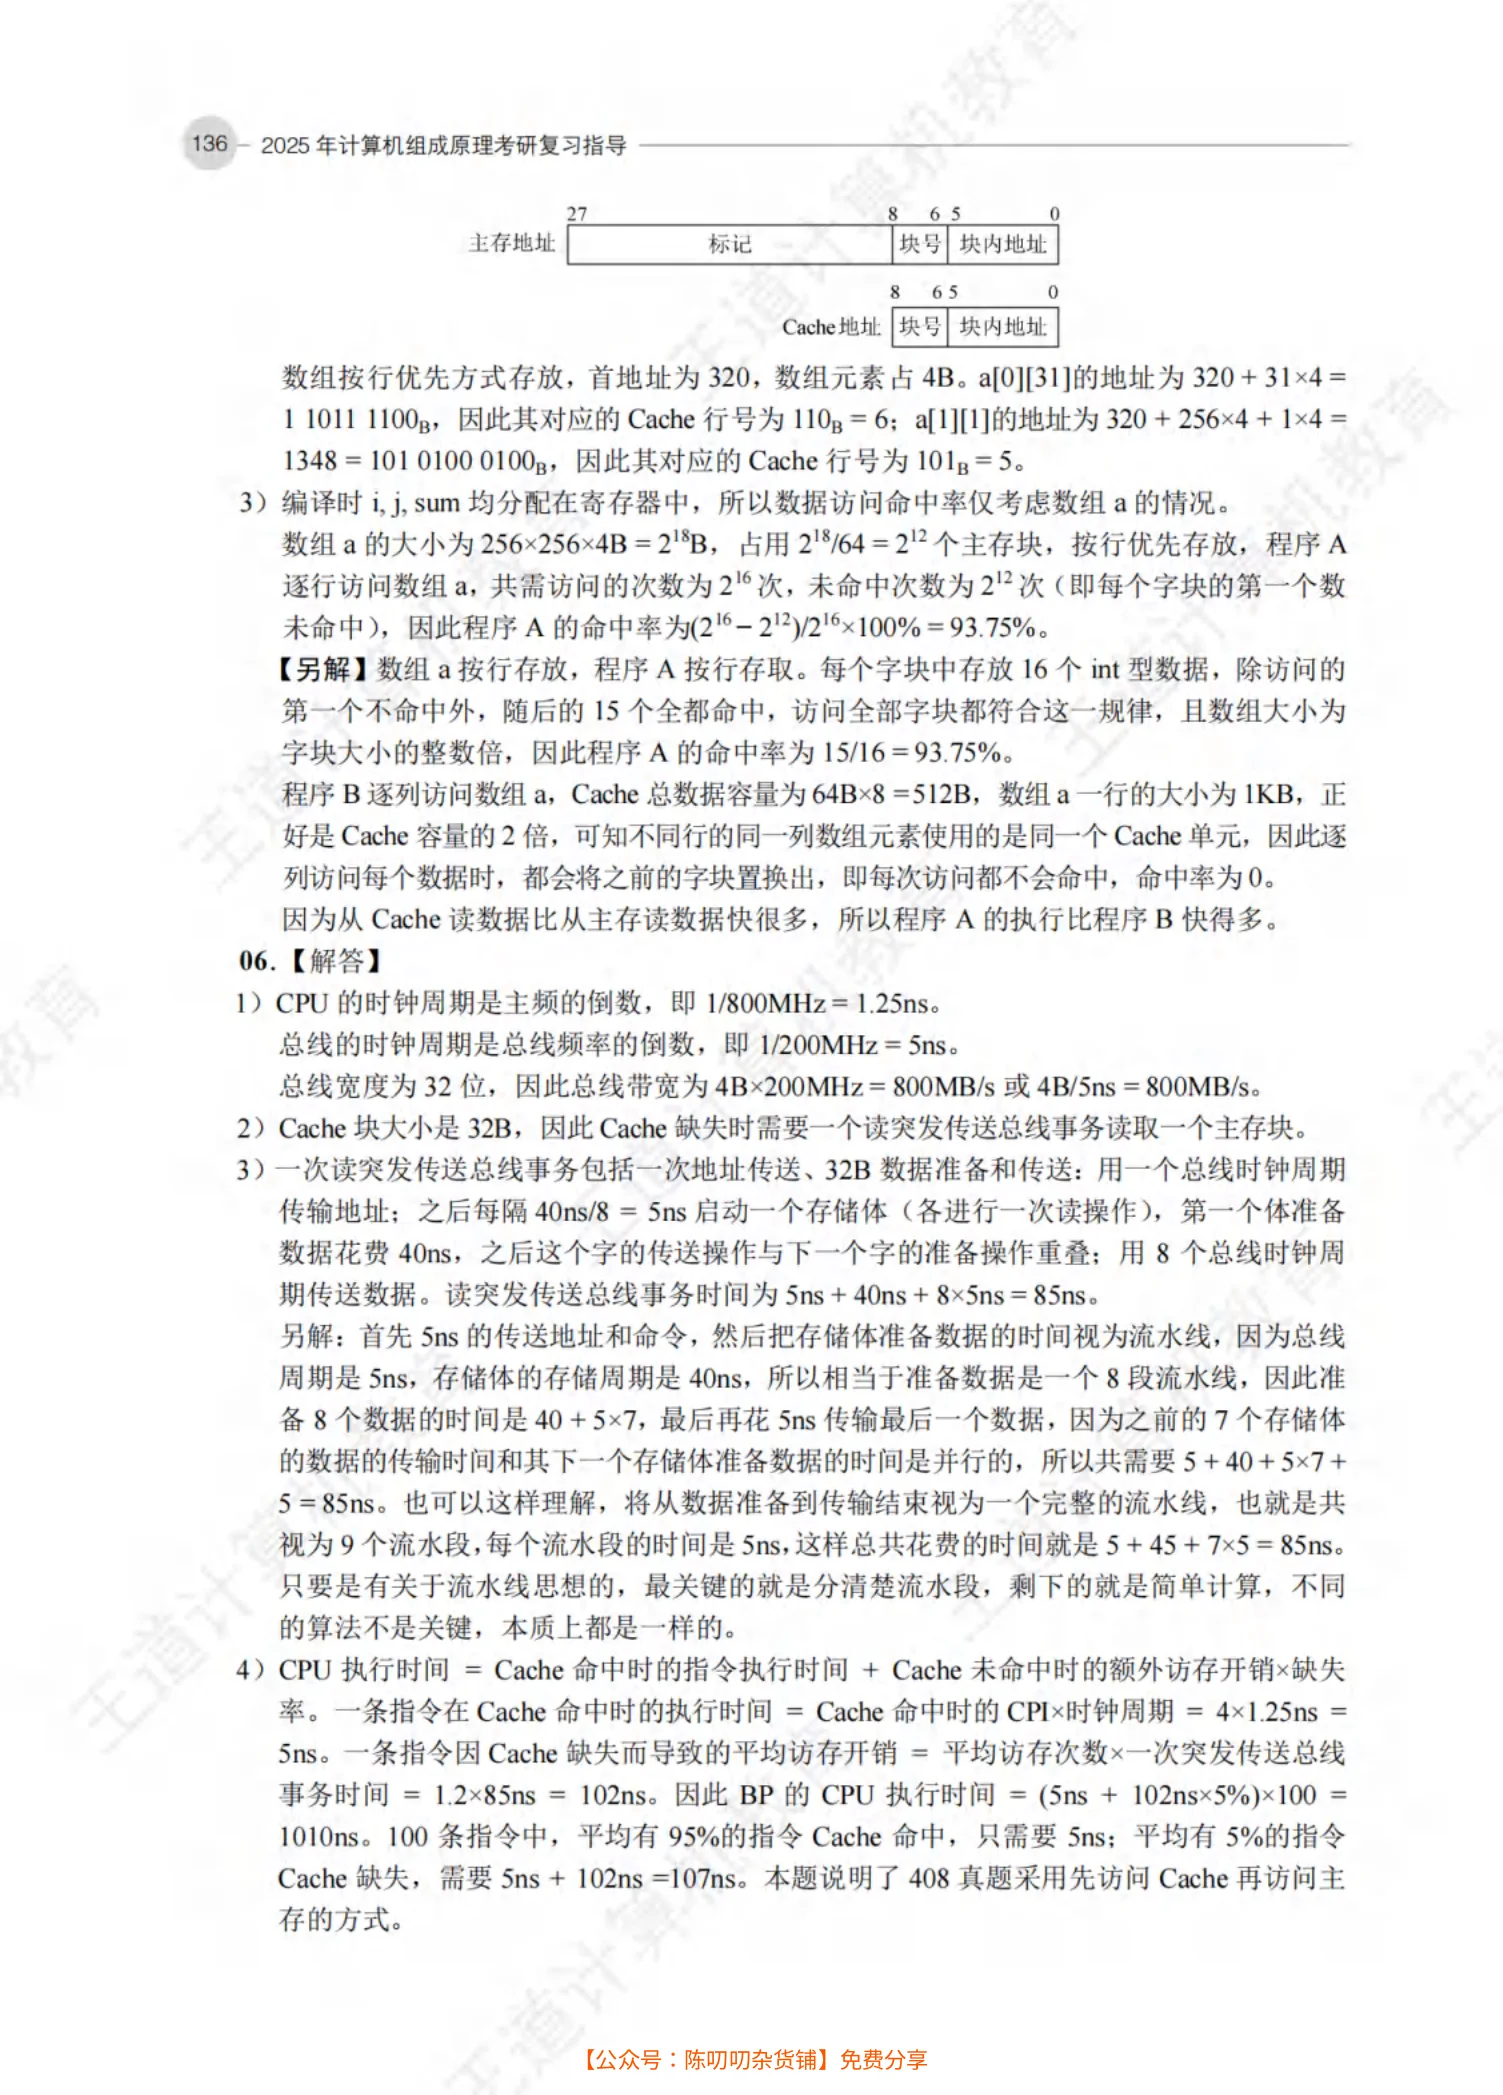 136 2025 年计算机组成原理考研复习指导
27 8 6 5 0
主存地址 标记 块号 块内地址
8 6 5 0
Cache地址 块号 块内地址
数组按行优先方式存放，首地址为 320，数组元素占 4B。a[0][31]的地址为 320 + 31×4 =
1 1011 1100B，因此其对应的 Cache 行号为 110B = 6；a[1][1]的地址为 320 + 256×4 + 1×4 =
1348 = 101 0100 0100B，因此其对应的 Cache 行号为 101B = 5。
3）编译时 i, j, sum 均分配在寄存器中，所以数据访问命中率仅考虑数组 a 的情况。
数组 a 的大小为 256×256×4B = 2¹⁸B，占用 2¹⁸/64 = 2¹² 个主存块，按行优先存放，程序 A
逐行访问数组 a，共需访问的次数为 2¹⁶ 次，未命中次数为 2¹² 次（即每个字块的第一个数
未命中），因此程序 A 的命中率为(2¹⁶ − 2¹²)/2¹⁶×100% = 93.75%。
【另解】数组 a 按行存放，程序 A 按行存取。每个字块中存放 16 个 int 型数据，除访问的
第一个不命中外，随后的 15 个全都命中，访问全部字块都符合这一规律，且数组大小为
字块大小的整数倍，因此程序 A 的命中率为 15/16 = 93.75%。
程序 B 逐列访问数组 a，Cache 总数据容量为 64B×8 =512B，数组 a 一行的大小为 1KB，正
好是 Cache 容量的 2 倍，可知不同行的同一列数组元素使用的是同一个 Cache 单元，因此逐
列访问每个数据时，都会将之前的字块置换出，即每次访问都不会命中，命中率为 0。
因为从 Cache 读数据比从主存读数据快很多，所以程序 A 的执行比程序 B 快得多。
06.【解答】
1）CPU 的时钟周期是主频的倒数，即 1/800MHz = 1.25ns。
总线的时钟周期是总线频率的倒数，即 1/200MHz = 5ns。
总线宽度为 32 位，因此总线带宽为 4B×200MHz = 800MB/s 或 4B/5ns = 800MB/s。
2）Cache 块大小是 32B，因此 Cache 缺失时需要一个读突发传送总线事务读取一个主存块。
3）一次读突发传送总线事务包括一次地址传送、32B 数据准备和传送：用一个总线时钟周期
传输地址；之后每隔 40ns/8 = 5ns 启动一个存储体（各进行一次读操作），第一个体准备
数据花费 40ns，之后这个字的传送操作与下一个字的准备操作重叠；用 8 个总线时钟周
期传送数据。读突发传送总线事务时间为 5ns + 40ns + 8×5ns = 85ns。
另解：首先 5ns 的传送地址和命令，然后把存储体准备数据的时间视为流水线，因为总线
周期是 5ns，存储体的存储周期是 40ns，所以相当于准备数据是一个 8 段流水线，因此准
备 8 个数据的时间是 40 + 5×7，最后再花 5ns 传输最后一个数据，因为之前的 7 个存储体
的数据的传输时间和其下一个存储体准备数据的时间是并行的，所以共需要 5 + 40 + 5×7 +
5 = 85ns。也可以这样理解，将从数据准备到传输结束视为一个完整的流水线，也就是共
视为 9 个流水段，每个流水段的时间是 5ns，这样总共花费的时间就是 5 + 45 + 7×5 = 85ns。
只要是有关于流水线思想的，最关键的就是分清楚流水段，剩下的就是简单计算，不同
的算法不是关键，本质上都是一样的。
4）CPU 执行时间 = Cache 命中时的指令执行时间 + Cache 未命中时的额外访存开销×缺失
率。一条指令在 Cache 命中时的执行时间 = Cache 命中时的 CPI×时钟周期 = 4×1.25ns =
5ns。一条指令因 Cache 缺失而导致的平均访存开销 = 平均访存次数×一次突发传送总线
事务时间 = 1.2×85ns = 102ns。因此 BP 的 CPU 执行时间 = (5ns + 102ns×5%)×100 =
1010ns。100 条指令中，平均有 95%的指令 Cache 命中，只需要 5ns；平均有 5%的指令
Cache 缺失，需要 5ns + 102ns =107ns。本题说明了 408 真题采用先访问 Cache 再访问主
存的方式。
【公众号：陈叨叨杂货铺】免费分享